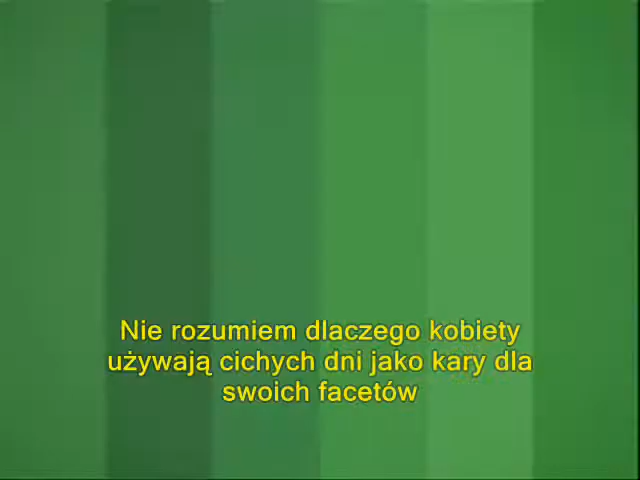 Nie rozumiem dlaczego kobiety
używają cichych dni jako kary dla
swoich facetów